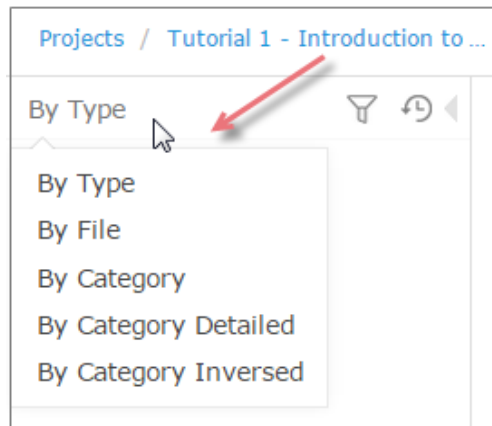 Projects / Tutorial 1 - Introduction to ...
By Type
By Type
By File
By Category
By Category Detailed
By Category Inversed